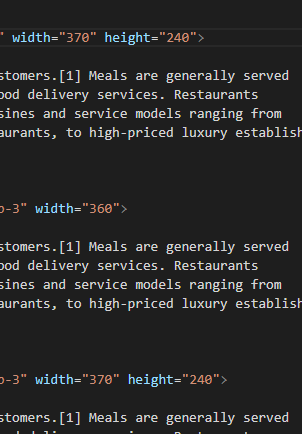 " width="370" height="240">
stomers.[1] Meals are generally served
ood delivery services. Restaurants
sines and service models ranging from
aurants, to high-priced luxury establish
o-3" width="360">
stomers.[1] Meals are generally served
ood delivery services. Restaurants
sines and service models ranging from
aurants, to high-priced luxury establish
o-3" width="370" height="240">
stomers.[1] Meals are generally served